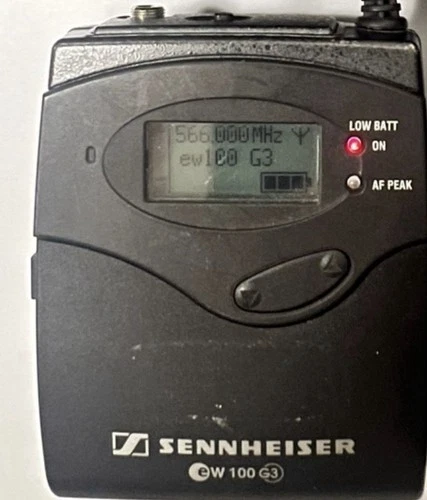 566.000MHz
ew100 G3
LOW BATT
ON
AF PEAK
SENNHEISER
ew 100 G3